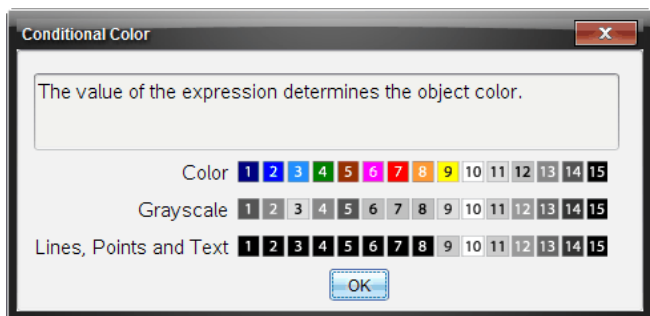 Conditional Color
The value of the expression determines the object color.
Color 1 2 3 4 5 6 7 8 9 10 11 12 13 14 15
Grayscale 1 2 3 4 5 6 7 8 9 10 11 12 13 14 15
Lines, Points and Text 1 2 3 4 5 6 7 8 9 10 11 12 13 14 15
OK